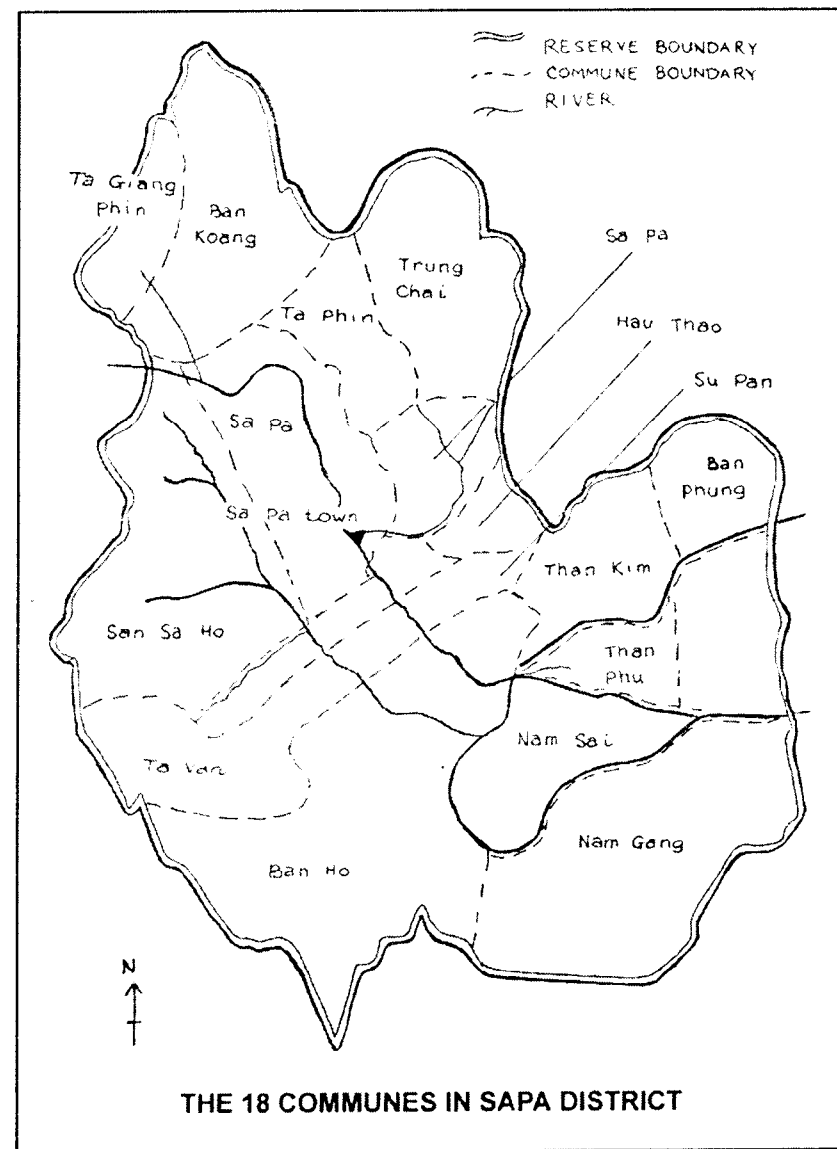 RESERVE BOUNDARY
COMMUNE BOUNDARY
RIVER
Ta Giang
Phin
Ban
Koang
Trung
Chai
Sa Pa
Ta Phin
Hau Thao
Su Pan
Sa Pa
Ban
Phung
Sa Pa town
Than Kim
San Sa Ho
Than
Phu
Nam Sai
Ta Van
Nam Gang
Ban Ho
N
THE 18 COMMUNES IN SAPA DISTRICT